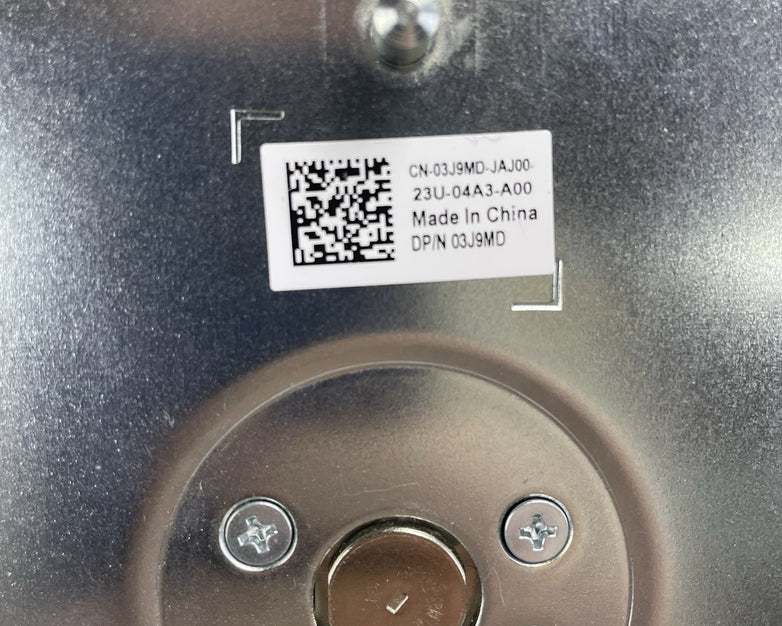 CN-03J9MD-JAJ00-
23U-04A3-A00
Made In China
DP/N 03J9MD